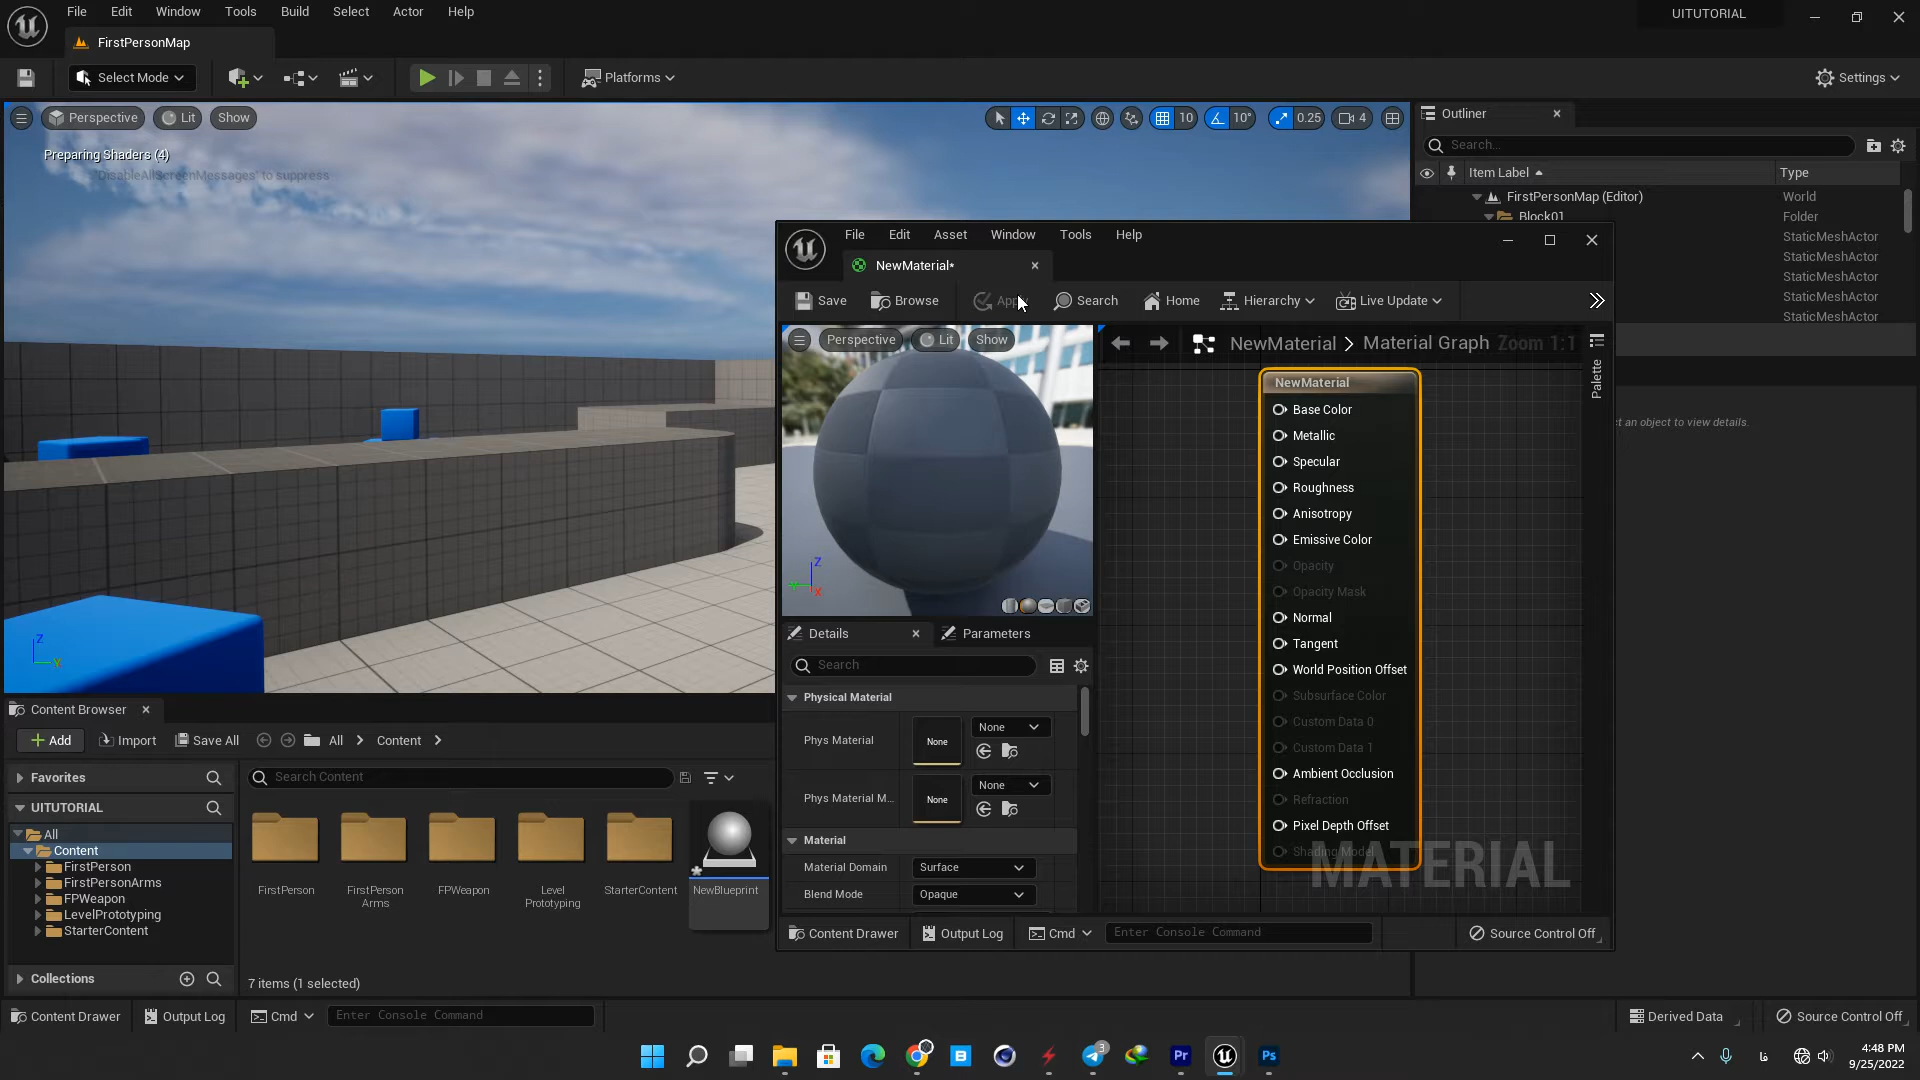 File Edit Window Tools Build Select Actor Help
UITUTORIAL
FirstPersonMap
Select Mode
Platforms
Settings
Perspective Lit Show
10 10° 0.25 4
Preparing Shaders (4)
'DisableAllScreenMessages' to suppress
Outliner
Search...
Item Label Type
FirstPersonMap (Editor) World
Block01 Folder
StaticMeshActor
StaticMeshActor
StaticMeshActor
StaticMeshActor
StaticMeshActor
ct an object to view details.
File Edit Asset Window Tools Help
NewMaterial*
Save Browse Apply Search Home Hierarchy Live Update
Perspective Lit Show
NewMaterial > Material Graph Zoom 1:1
Palette
NewMaterial
Base Color
Metallic
Specular
Roughness
Anisotropy
Emissive Color
Opacity
Opacity Mask
Normal
Tangent
World Position Offset
Subsurface Color
Custom Data 0
Custom Data 1
Ambient Occlusion
Refraction
Pixel Depth Offset
Shading Model
MATERIAL
Z
X
Details Parameters
Search
Physical Material
Phys Material None None
Phys Material M... None None
Material
Material Domain Surface
Blend Mode Opaque
Content Drawer Output Log Cmd Enter Console Command Source Control Off
Z
Y
Content Browser
Add Import Save All All Content
Favorites
Search Content
UITUTORIAL
All
Content
FirstPerson
FirstPersonArms
FPWeapon
LevelPrototyping
StarterContent
Collections
FirstPerson
FirstPerson
Arms
FPWeapon
Level
Prototyping
StarterContent
NewBlueprint
7 items (1 selected)
Content Drawer Output Log Cmd Enter Console Command Derived Data Source Control Off
3
Pr
Ps
فا
4:48 PM
9/25/2022